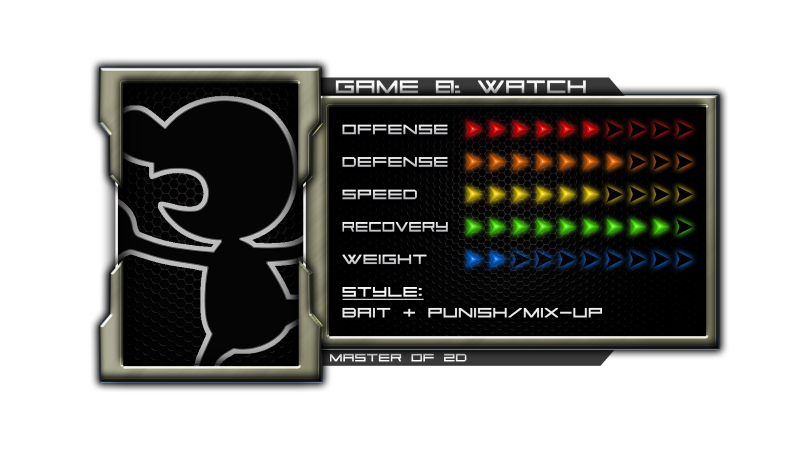 GAME & WATCH
OFFENSE
DEFENSE
SPEED
RECOVERY
WEIGHT
STYLE:
BAIT + PUNISH/MIX-UP
MASTER OF 2D